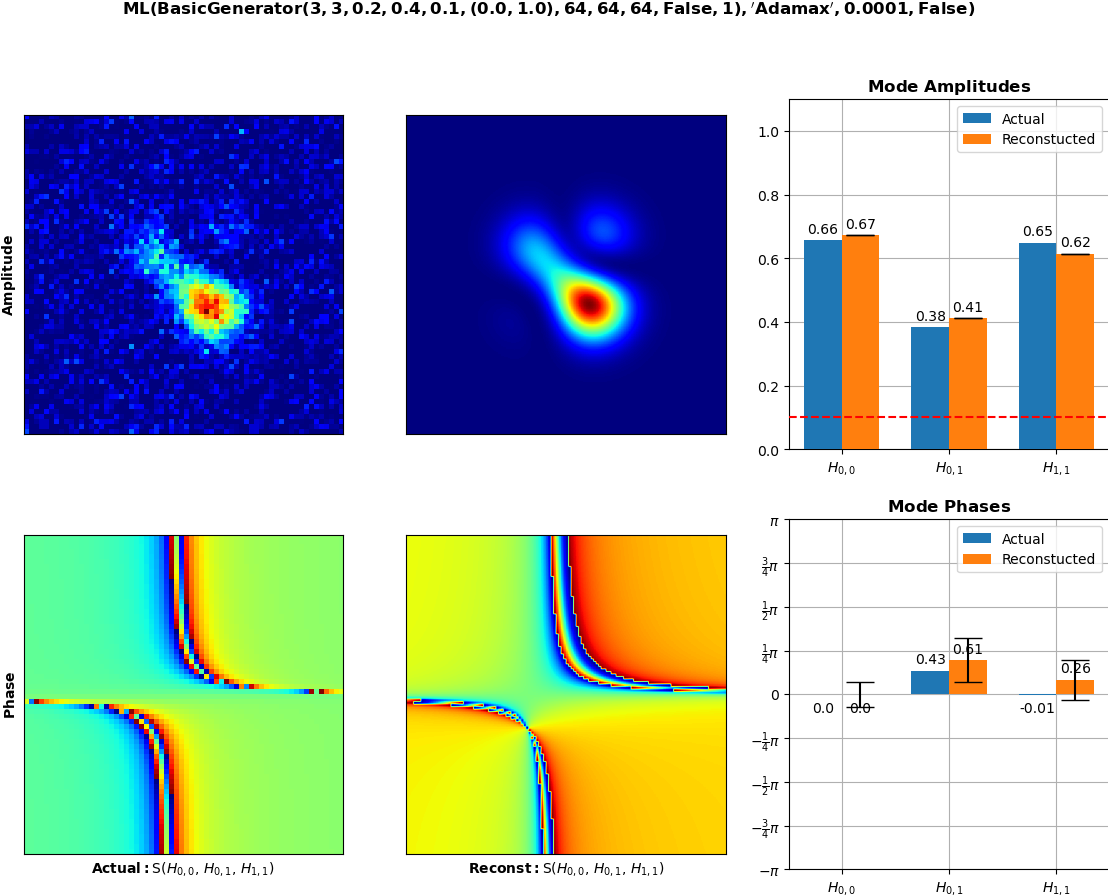 ML(BasicGenerator(3, 3, 0.2, 0.4, 0.1, (0.0, 1.0), 64, 64, 64, False, 1), ′Adamax′, 0.0001, False)
Mode Amplitudes
Actual
Reconstucted
1.0
0.8
0.6
0.4
0.2
0.0
0.66
0.67
0.38
0.41
0.65
0.62
H₀,₀
H₀,₁
H₁,₁
Amplitude
Mode Phases
Actual
Reconstucted
π
¾π
½π
¼π
0
−¼π
−½π
−¾π
−π
0.0
0.0
0.43
0.61
-0.01
0.26
H₀,₀
H₀,₁
H₁,₁
Phase
Actual: S(H₀,₀, H₀,₁, H₁,₁)
Reconst: S(H₀,₀, H₀,₁, H₁,₁)